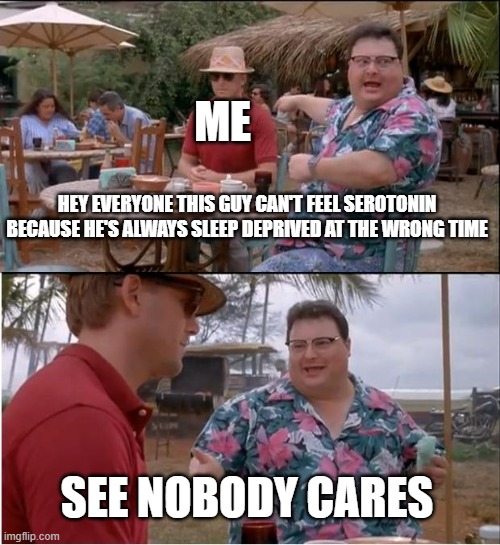 ME
HEY EVERYONE THIS GUY CAN'T FEEL SEROTONIN
BECAUSE HE'S ALWAYS SLEEP DEPRIVED AT THE WRONG TIME
SEE NOBODY CARES
imgflip.com